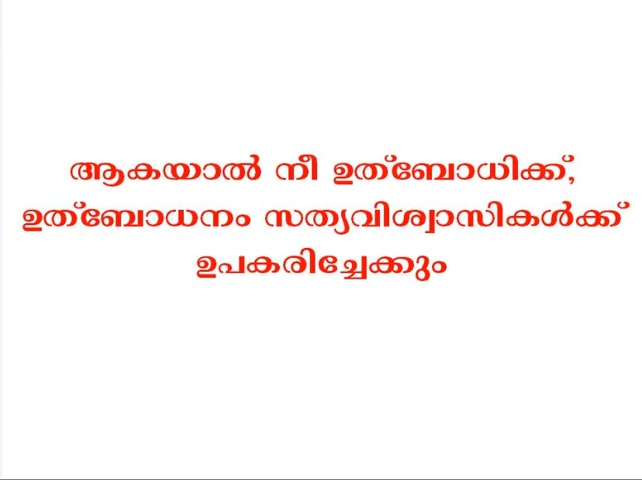 ആകയാൽ നീ ഉത്ബോധിക്ക്,
ഉത്ബോധനം സത്യവിശ്വാസികൾക്ക്
ഉപകരിച്ചേക്കും